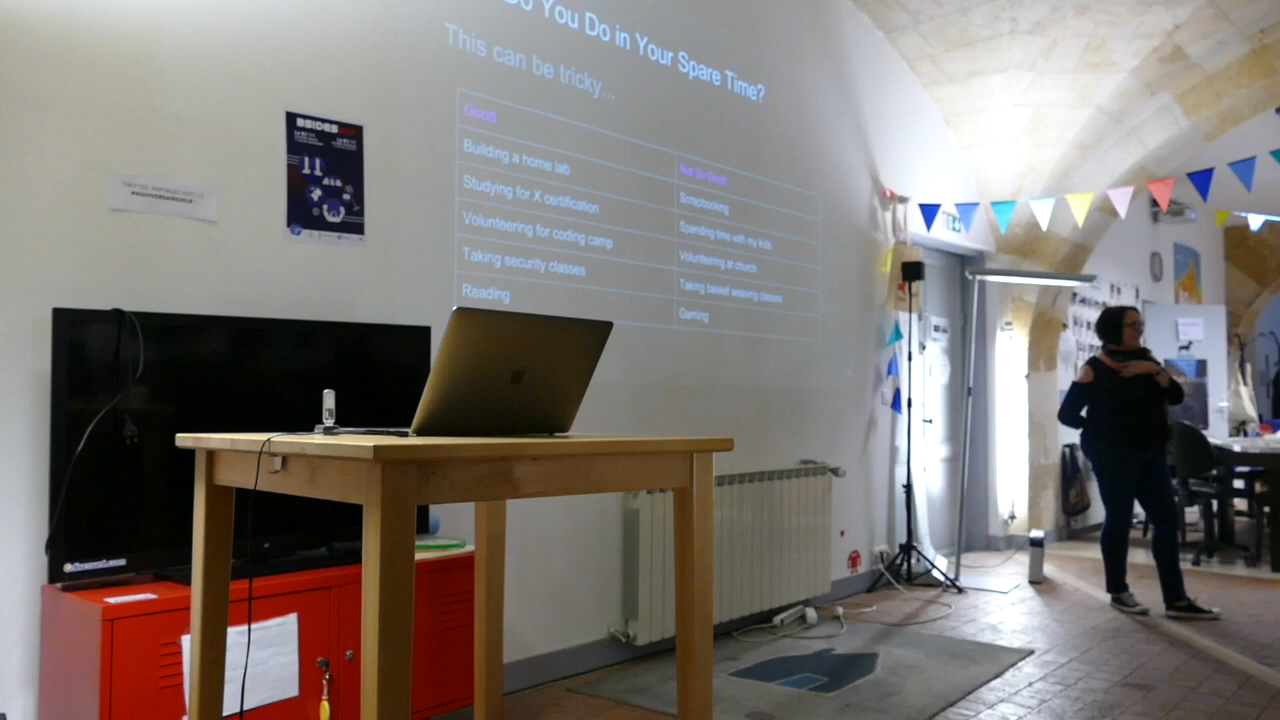 Do You Do in Your Spare Time?
This can be tricky...
Good
Not So Good
Building a home lab
Scrapbooking
Studying for X certification
Spending time with my kids
Volunteering for coding camp
Volunteering at church
Taking security classes
Taking basket weaving classes
Reading
Gaming
BSIDES
Cdiscount.com